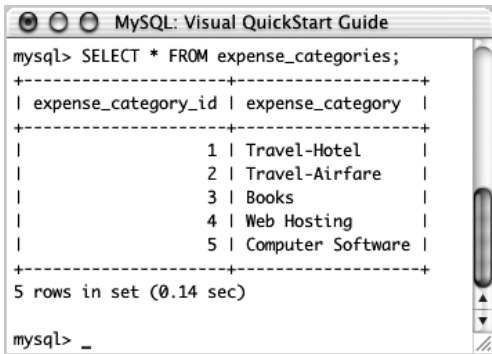 MySQL: Visual QuickStart Guide
mysql> SELECT * FROM expense_categories;
+---------------------+-------------------+
| expense_category_id | expense_category  |
+---------------------+-------------------+
|                   1 | Travel-Hotel      |
|                   2 | Travel-Airfare    |
|                   3 | Books             |
|                   4 | Web Hosting       |
|                   5 | Computer Software |
+---------------------+-------------------+
5 rows in set (0.14 sec)
mysql> _